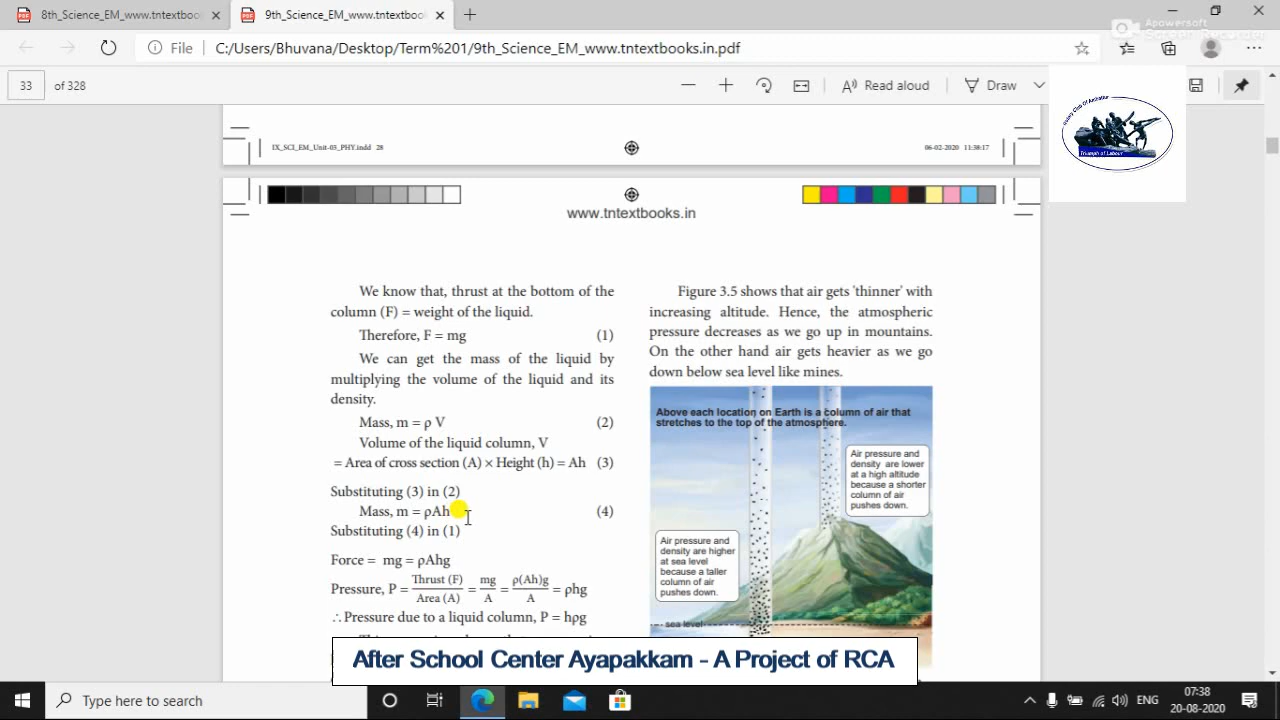 8th_Science_EM_www.tntextbook
9th_Science_EM_www.tntextbook
Apowersoft
Screen Recorder
File
C:/Users/Bhuvana/Desktop/Term%201/9th_Science_EM_www.tntextbooks.in.pdf
33
of 328
Read aloud
Draw
Rotary Club Of Ambattur
Triumph of Labour
IX_SCI_EM_Unit-03_PHY.indd 28
06-02-2020 11:38:17
www.tntextbooks.in
We know that, thrust at the bottom of the
column (F) = weight of the liquid.
Therefore, F = mg (1)
We can get the mass of the liquid by
multiplying the volume of the liquid and its
density.
Mass, m = ρ V (2)
Volume of the liquid column, V
= Area of cross section (A) × Height (h) = Ah (3)
Substituting (3) in (2)
Mass, m = ρAh (4)
Substituting (4) in (1)
Force = mg = ρAhg
Pressure, P = Thrust (F) / Area (A) = mg / A = ρ(Ah)g / A = ρhg
∴ Pressure due to a liquid column, P = hρg
Figure 3.5 shows that air gets 'thinner' with
increasing altitude. Hence, the atmospheric
pressure decreases as we go up in mountains.
On the other hand air gets heavier as we go
down below sea level like mines.
Above each location on Earth is a column of air that
stretches to the top of the atmosphere.
Air pressure and
density are lower
at a high altitude
because a shorter
column of air
pushes down.
Air pressure and
density are higher
at sea level
because a taller
column of air
pushes down.
sea level
After School Center Ayapakkam - A Project of RCA
Type here to search
ENG
07:38
20-08-2020